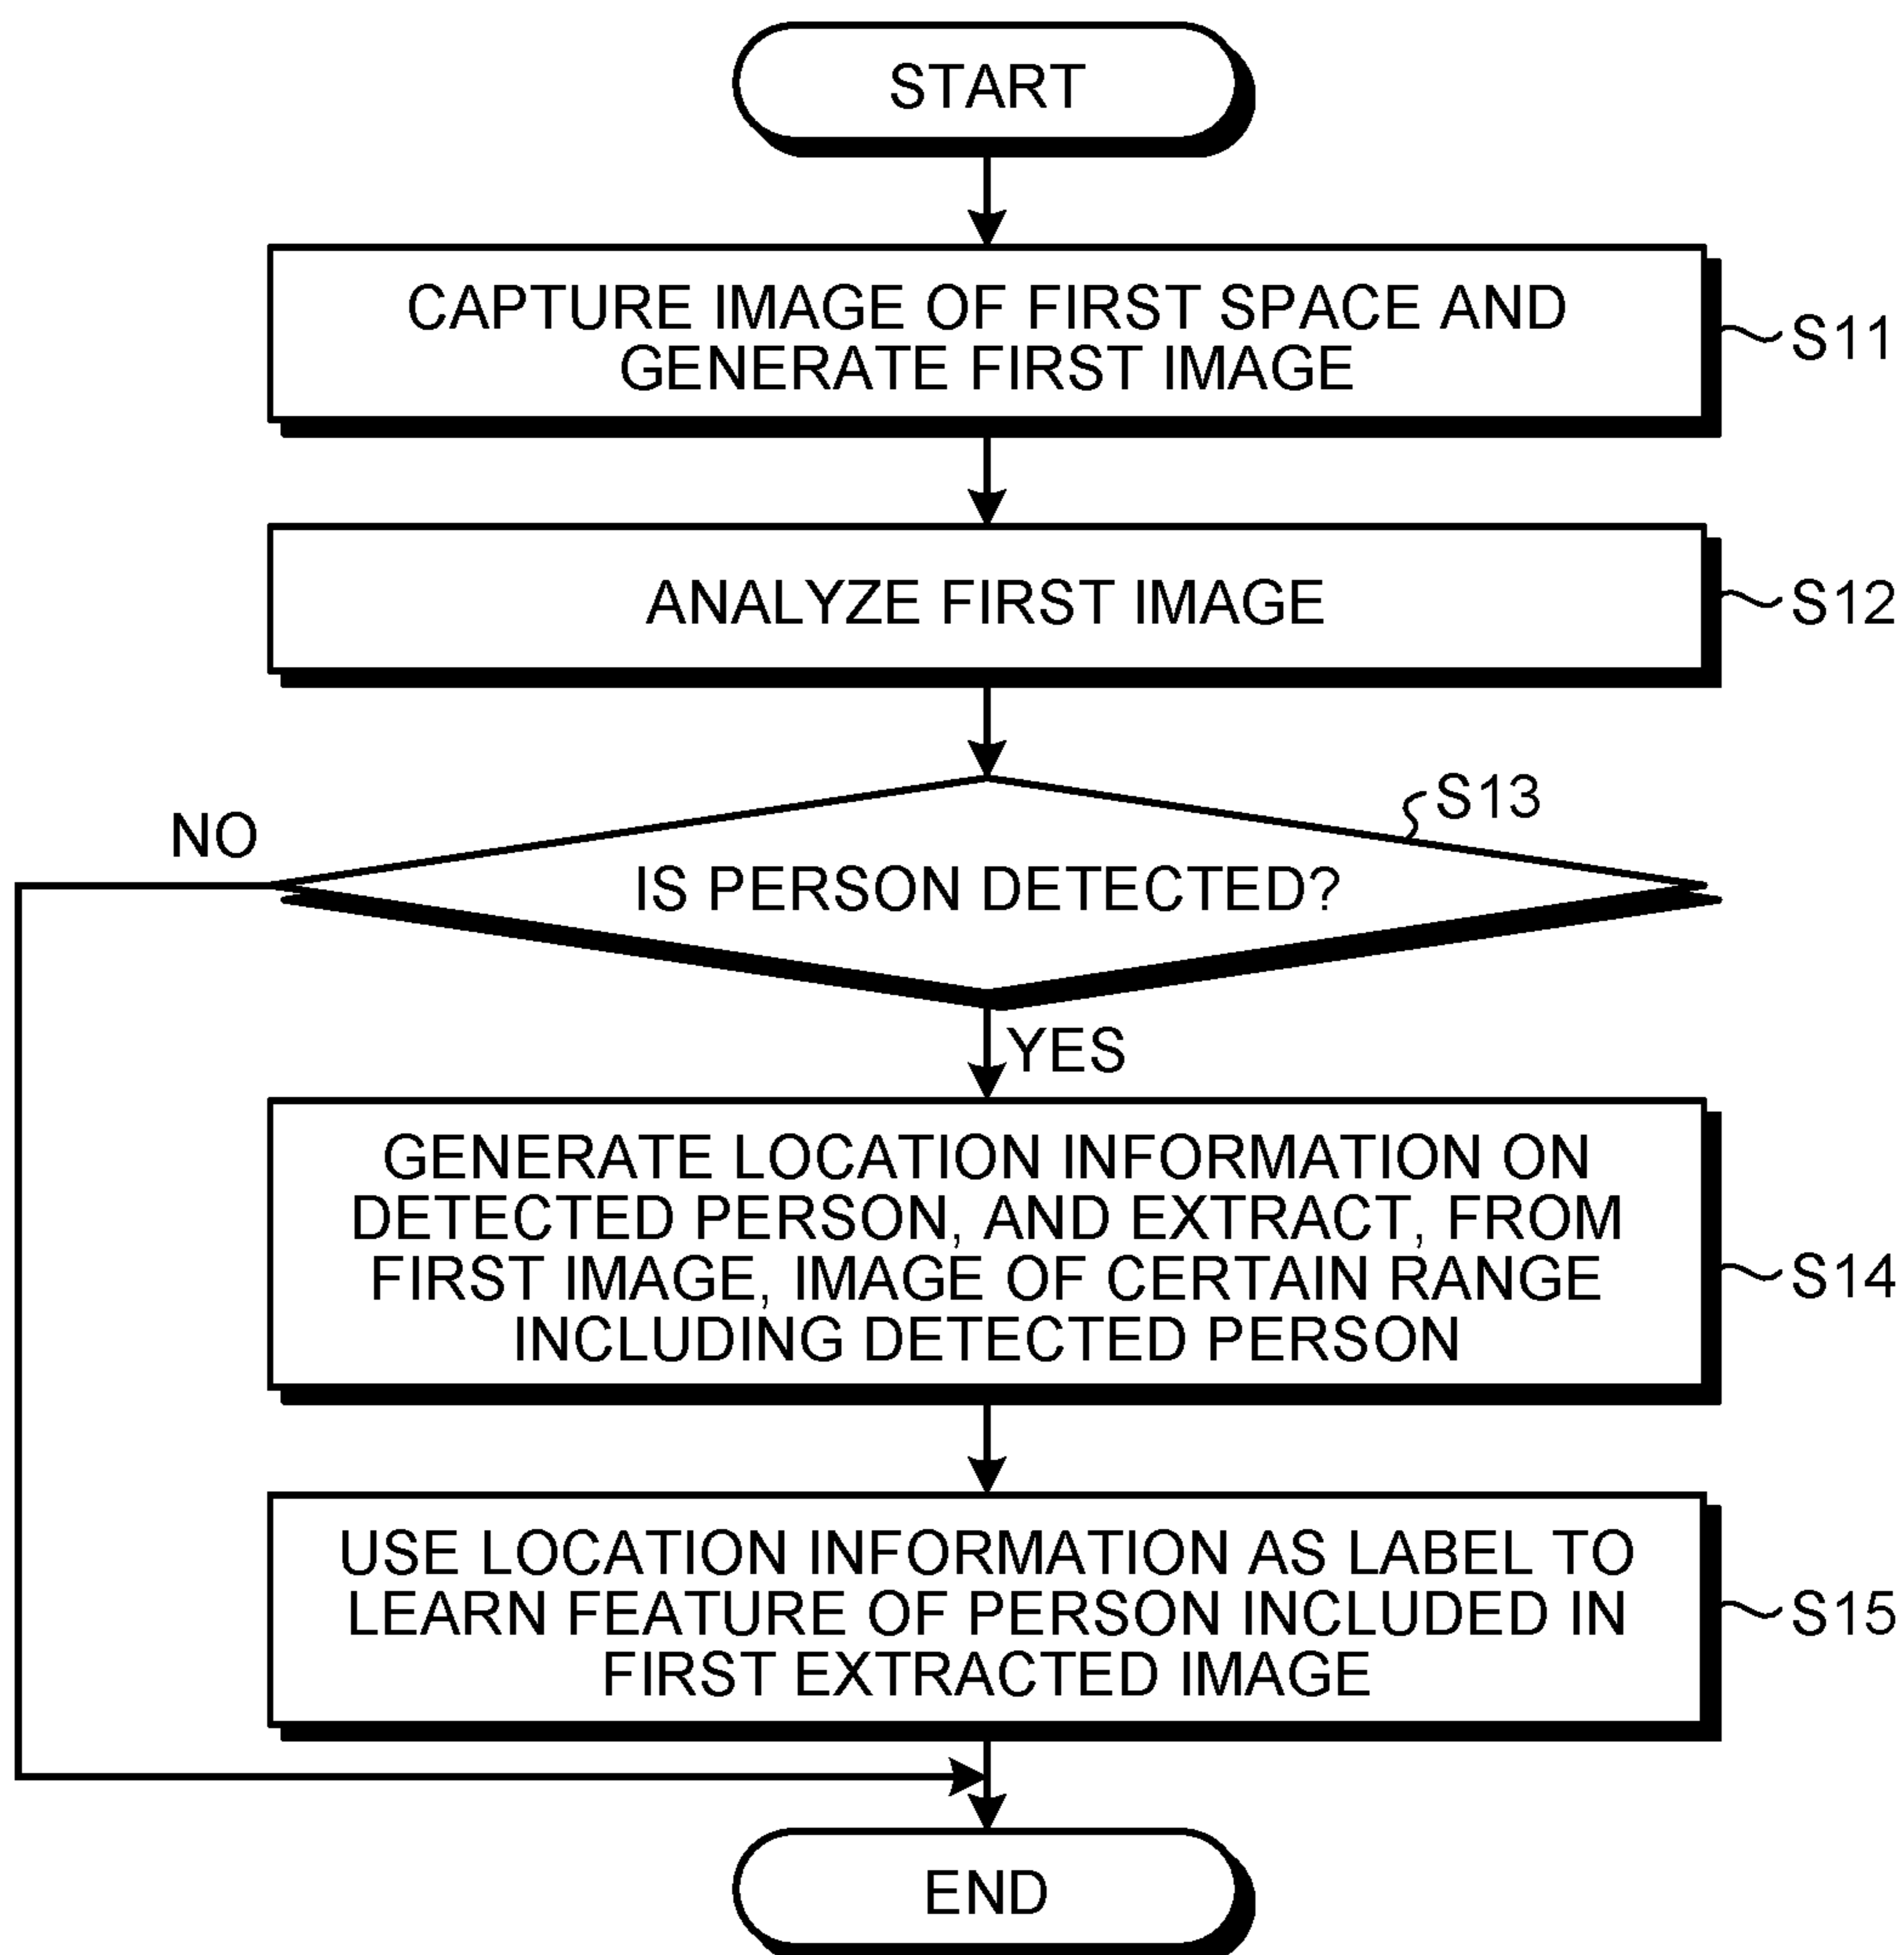 START
CAPTURE IMAGE OF FIRST SPACE AND
GENERATE FIRST IMAGE
S11
ANALYZE FIRST IMAGE
S12
S13
NO
IS PERSON DETECTED?
YES
GENERATE LOCATION INFORMATION ON
DETECTED PERSON, AND EXTRACT, FROM
FIRST IMAGE, IMAGE OF CERTAIN RANGE
INCLUDING DETECTED PERSON
S14
USE LOCATION INFORMATION AS LABEL TO
LEARN FEATURE OF PERSON INCLUDED IN
FIRST EXTRACTED IMAGE
S15
END